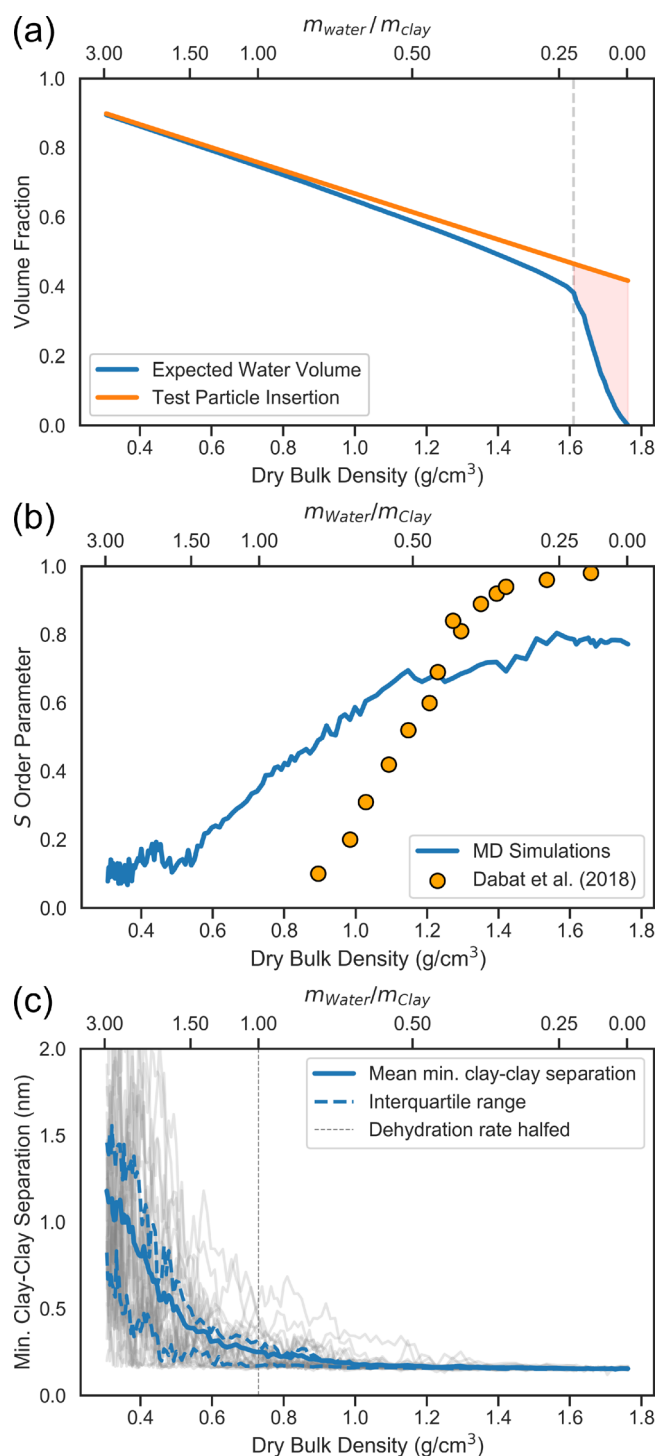 (a)
m_water/m_clay
3.00 1.50 1.00 0.50 0.25 0.00
1.0
0.8
0.6
0.4
0.2
0.0
Volume Fraction
Expected Water Volume
Test Particle Insertion
0.4 0.6 0.8 1.0 1.2 1.4 1.6 1.8
Dry Bulk Density (g/cm³)
(b)
m_Water/m_Clay
3.00 1.50 1.00 0.50 0.25 0.00
1.0
0.8
0.6
0.4
0.2
0.0
S Order Parameter
MD Simulations
Dabat et al. (2018)
0.4 0.6 0.8 1.0 1.2 1.4 1.6 1.8
Dry Bulk Density (g/cm³)
(c)
m_Water/m_Clay
3.00 1.50 1.00 0.50 0.25 0.00
2.0
1.5
1.0
0.5
0.0
Min. Clay-Clay Separation (nm)
Mean min. clay-clay separation
Interquartile range
Dehydration rate halfed
0.4 0.6 0.8 1.0 1.2 1.4 1.6 1.8
Dry Bulk Density (g/cm³)